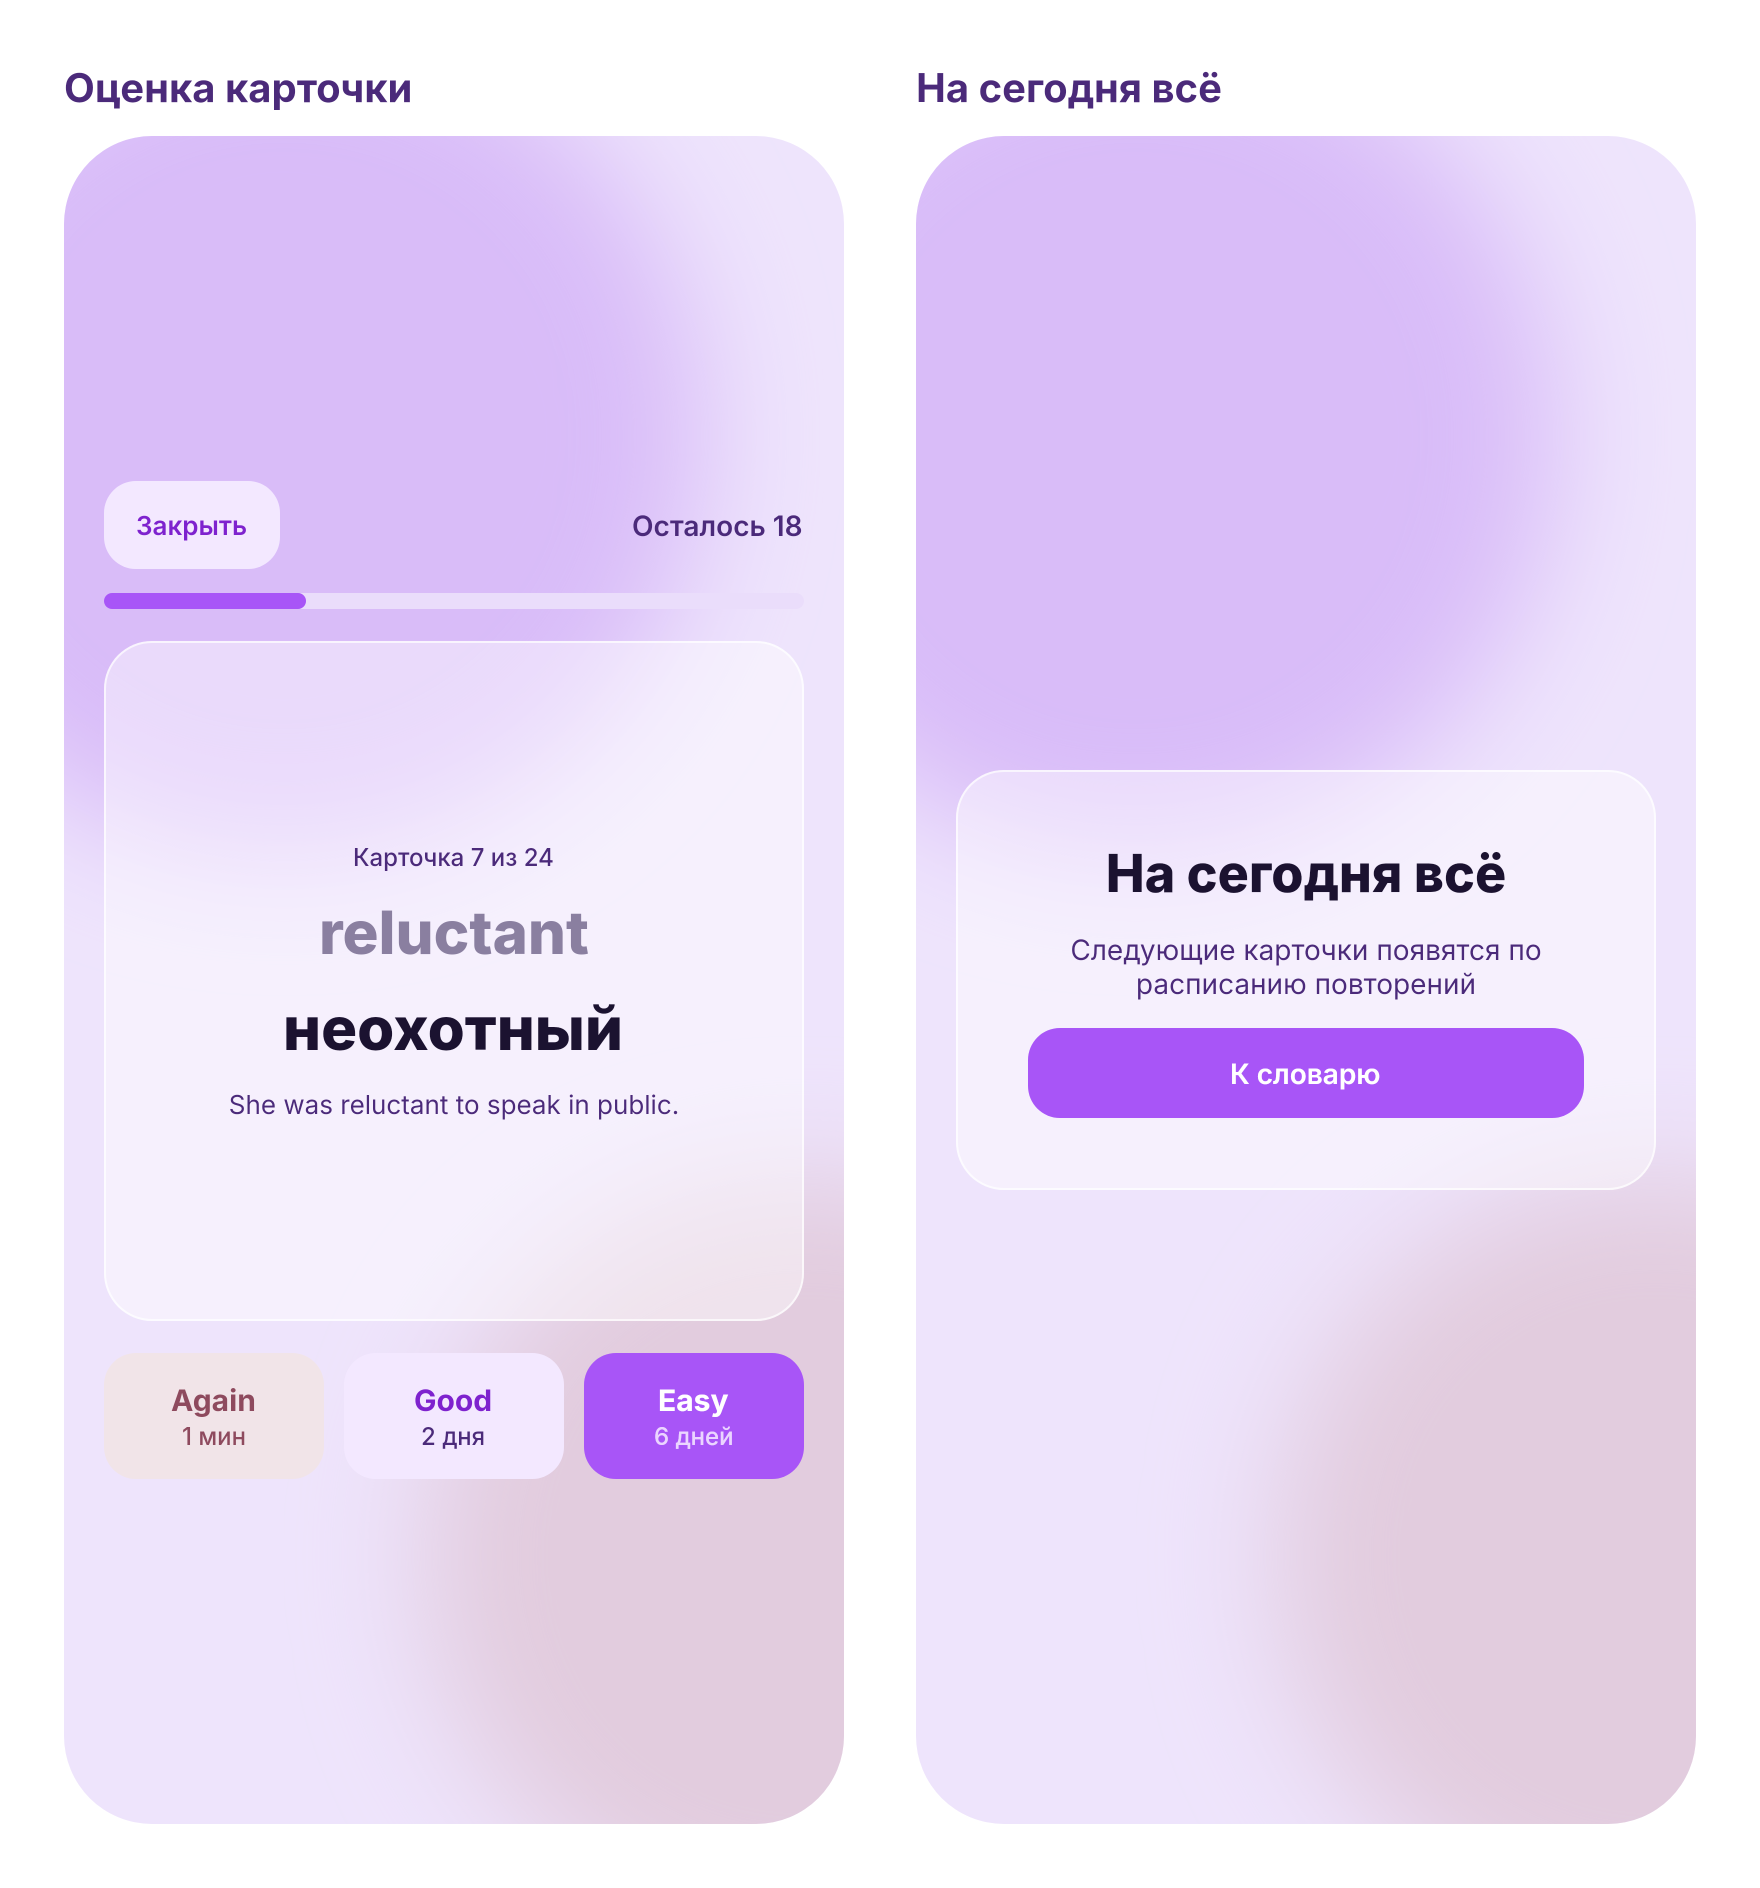 Оценка карточки
Закрыть
Осталось 18
Карточка 7 из 24
reluctant
неохотный
She was reluctant to speak in public.
Again
1 мин
Good
2 дня
Easy
6 дней
На сегодня всё
На сегодня всё
Следующие карточки появятся по
расписанию повторений
К словарю